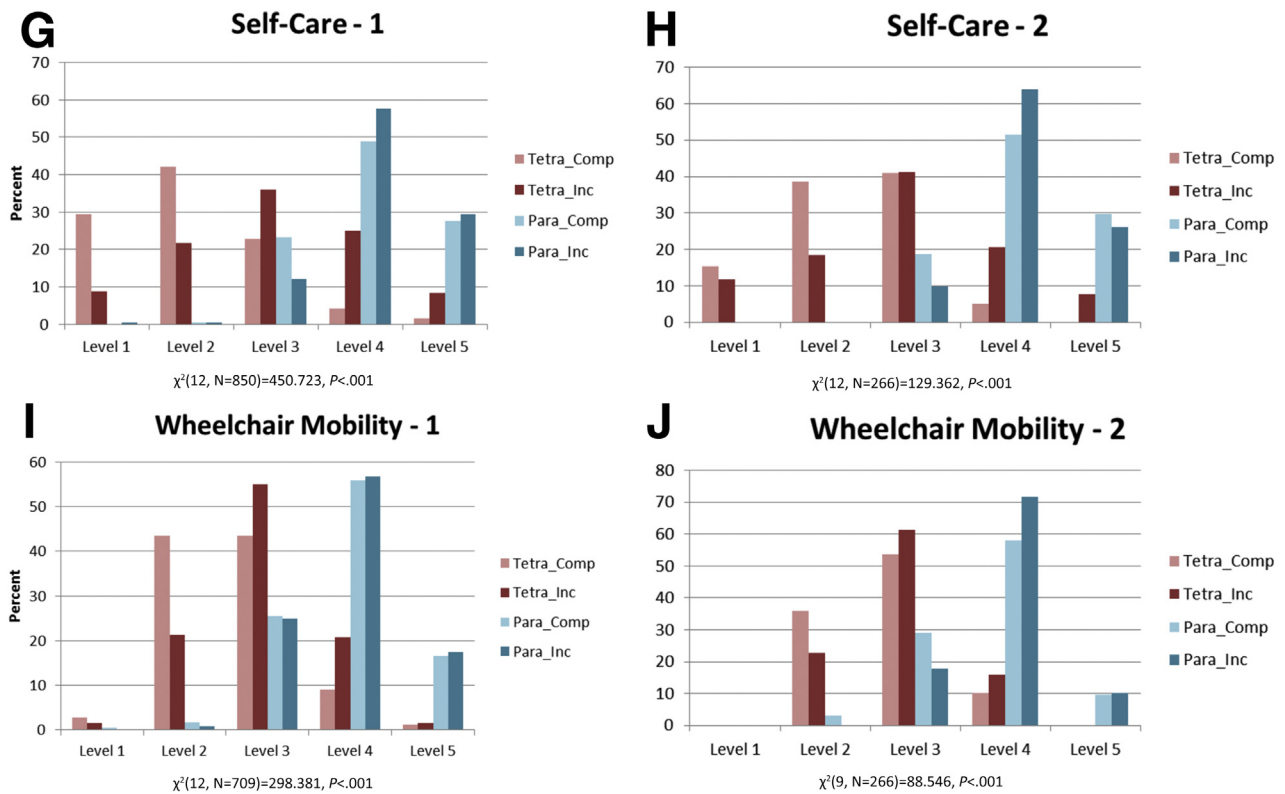 G
Self-Care - 1
70
60
50
40
30
20
10
0
Percent
Level 1 Level 2 Level 3 Level 4 Level 5
Tetra_Comp
Tetra_Inc
Para_Comp
Para_Inc
χ²(12, N=850)=450.723, P<.001
H
Self-Care - 2
70
60
50
40
30
20
10
0
Level 1 Level 2 Level 3 Level 4 Level 5
Tetra_Comp
Tetra_Inc
Para_Comp
Para_Inc
χ²(12, N=266)=129.362, P<.001
I
Wheelchair Mobility - 1
60
50
40
30
20
10
0
Percent
Level 1 Level 2 Level 3 Level 4 Level 5
Tetra_Comp
Tetra_Inc
Para_Comp
Para_Inc
χ²(12, N=709)=298.381, P<.001
J
Wheelchair Mobility - 2
80
70
60
50
40
30
20
10
0
Level 1 Level 2 Level 3 Level 4 Level 5
Tetra_Comp
Tetra_Inc
Para_Comp
Para_Inc
χ²(9, N=266)=88.546, P<.001